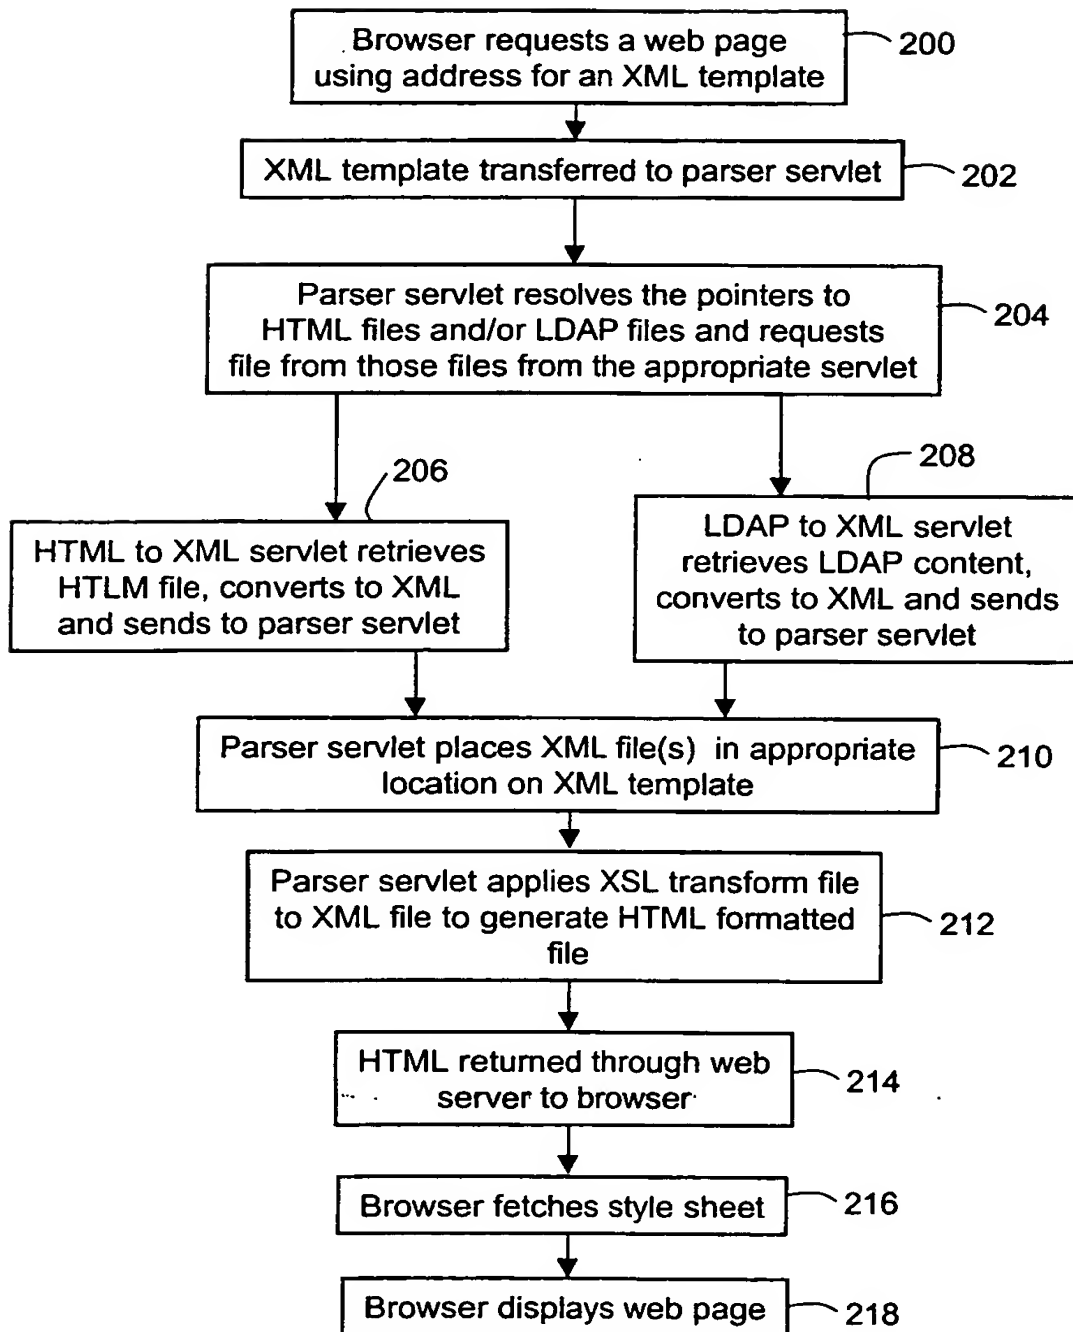 Browser requests a web page
using address for an XML template
200
XML template transferred to parser servlet
202
Parser servlet resolves the pointers to
HTML files and/or LDAP files and requests
file from those files from the appropriate servlet
204
206
HTML to XML servlet retrieves
HTLM file, converts to XML
and sends to parser servlet
208
LDAP to XML servlet
retrieves LDAP content,
converts to XML and sends
to parser servlet
Parser servlet places XML file(s) in appropriate
location on XML template
210
Parser servlet applies XSL transform file
to XML file to generate HTML formatted
file
212
HTML returned through web
server to browser
214
Browser fetches style sheet
216
Browser displays web page
218